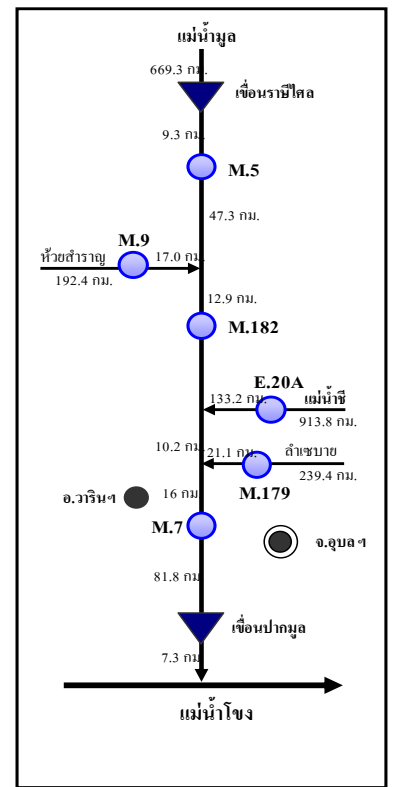 แม่น้ำมูล
669.3 กม.
เขื่อนราษีไศล
9.3 กม.
M.5
47.3 กม.
M.9
ห้วยสำราญ
17.0 กม.
192.4 กม.
12.9 กม.
M.182
E.20A
133.2 กม.
แม่น้ำชี
913.8 กม.
10.2 กม.
21.1 กม.
ลำเซบาย
239.4 กม.
M.179
อ.วารินฯ
16 กม.
M.7
จ.อุบลฯ
81.8 กม.
เขื่อนปากมูล
7.3 กม.
แม่น้ำโขง